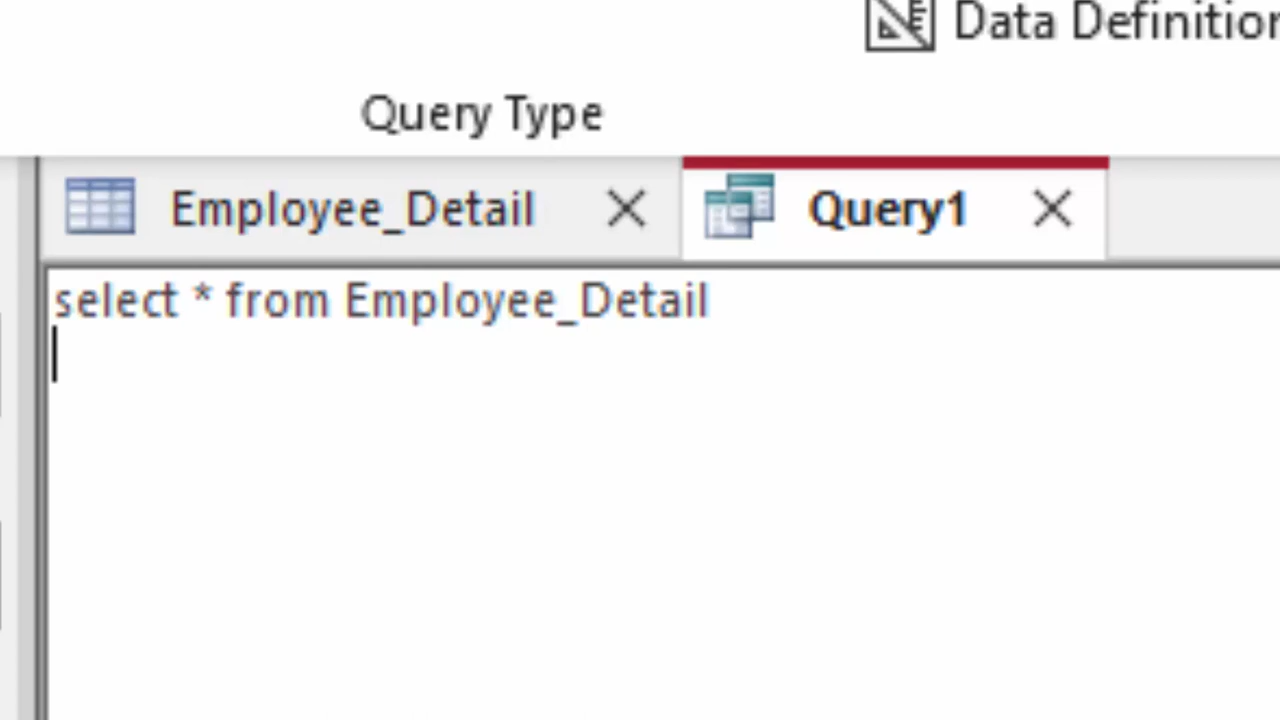 Data Definition
Query Type
Employee_Detail
Query1
select * from Employee_Detail